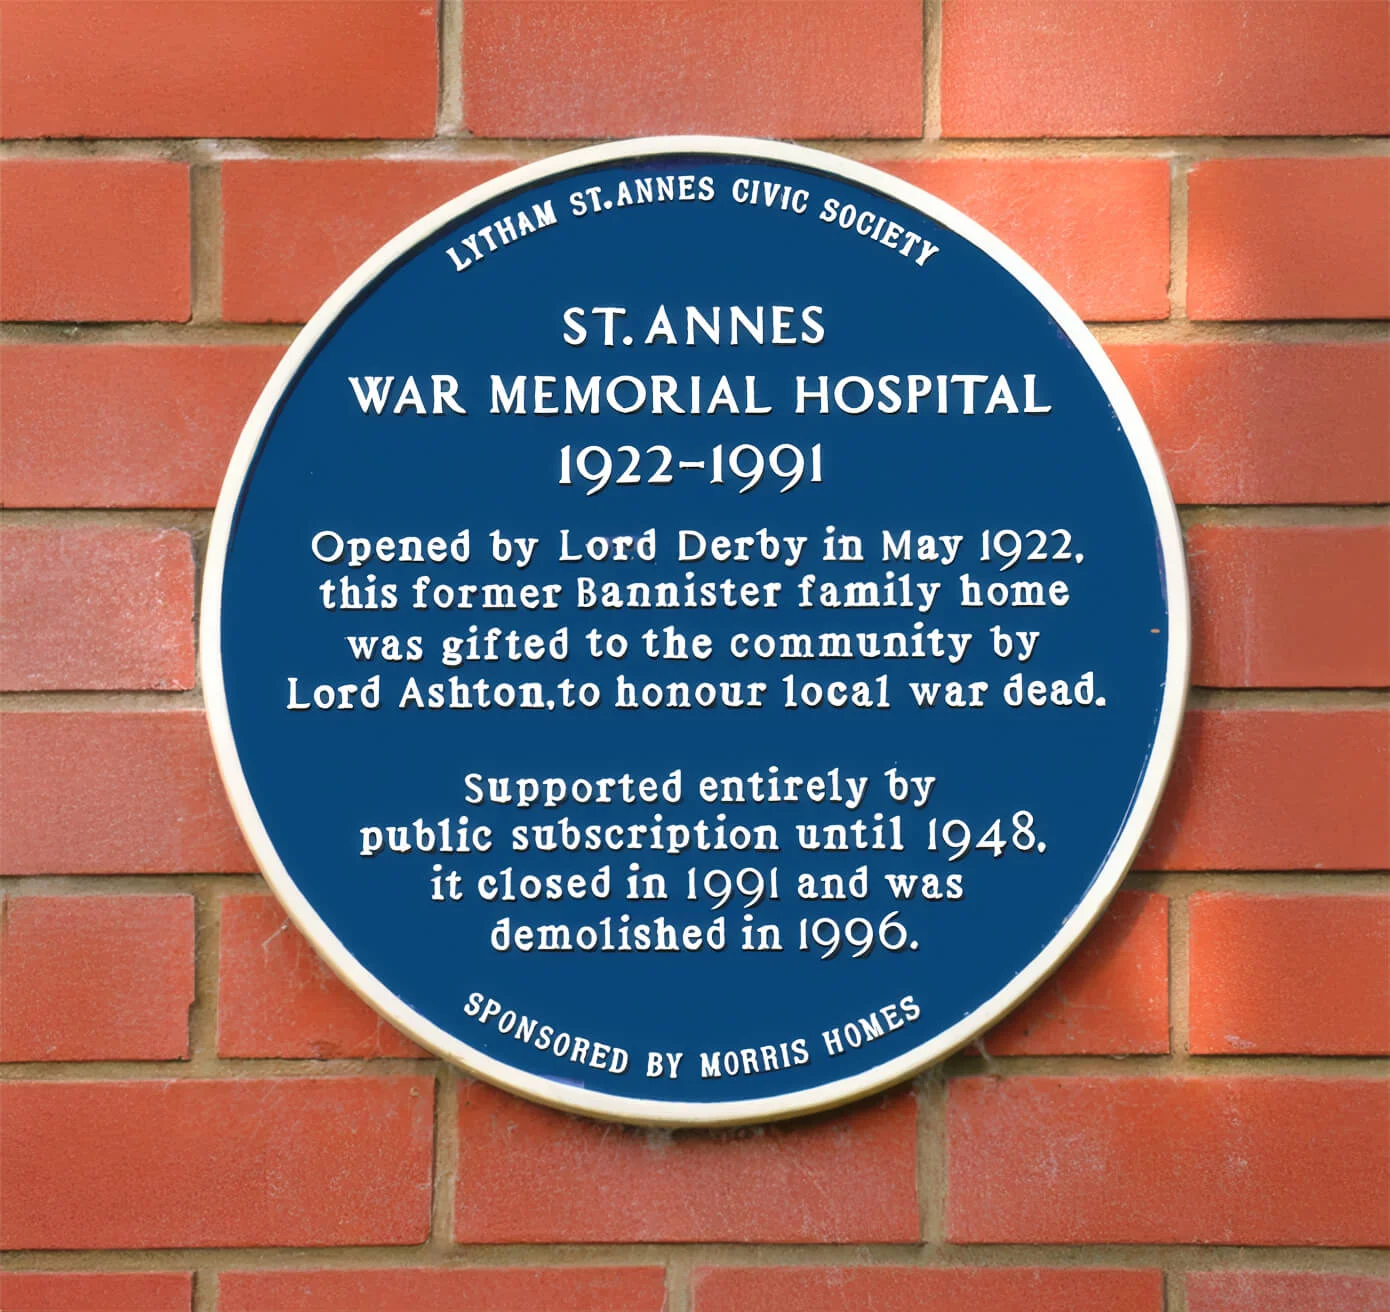 LYTHAM ST.ANNES CIVIC SOCIETY
ST. ANNES
WAR MEMORIAL HOSPITAL
1922-1991
Opened by Lord Derby in May 1922,
this former Bannister family home
was gifted to the community by
Lord Ashton,to honour local war dead.
Supported entirely by
public subscription until 1948,
it closed in 1991 and was
demolished in 1996.
SPONSORED BY MORRIS HOMES